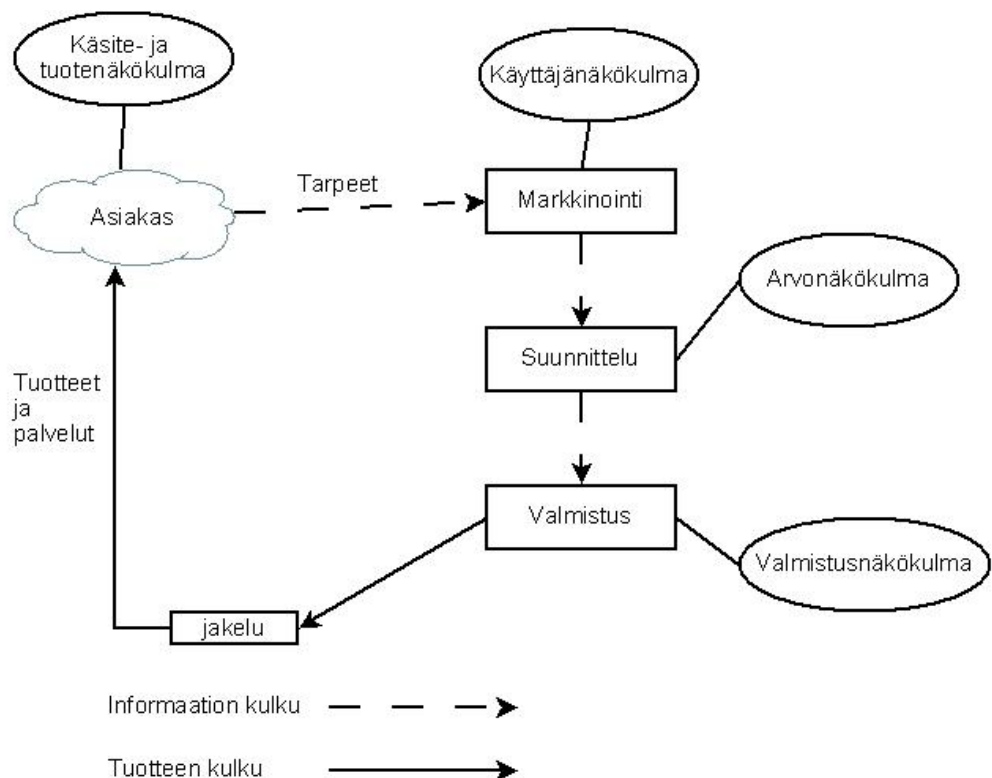 Käsite- ja
tuotenäkökulma
Käyttäjänäkökulma
Tarpeet
Markkinointi
Asiakas
Arvonäkökulma
Suunnittelu
Tuotteet
ja
palvelut
Valmistus
Valmistusnäkökulma
jakelu
Informaation kulku
Tuotteen kulku